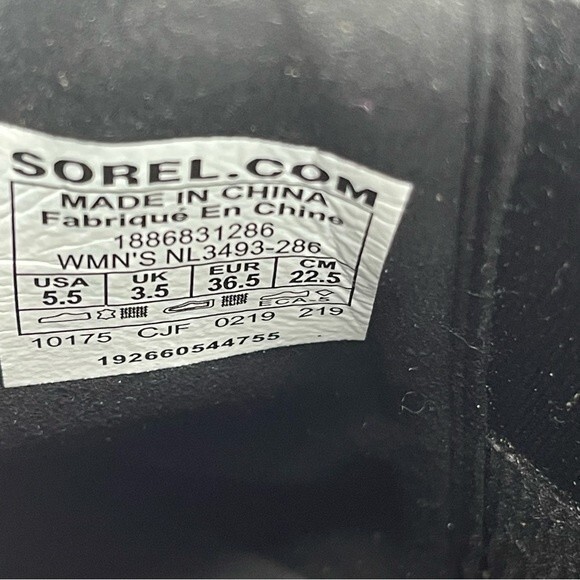 SOREL.COM
MADE IN CHINA
Fabriqué En Chine
1886831286
WMN'S NL3493-286
USA UK EUR CM
5.5 3.5 36.5 22.5
ECA
10175 CJF 0219 219
192660544755